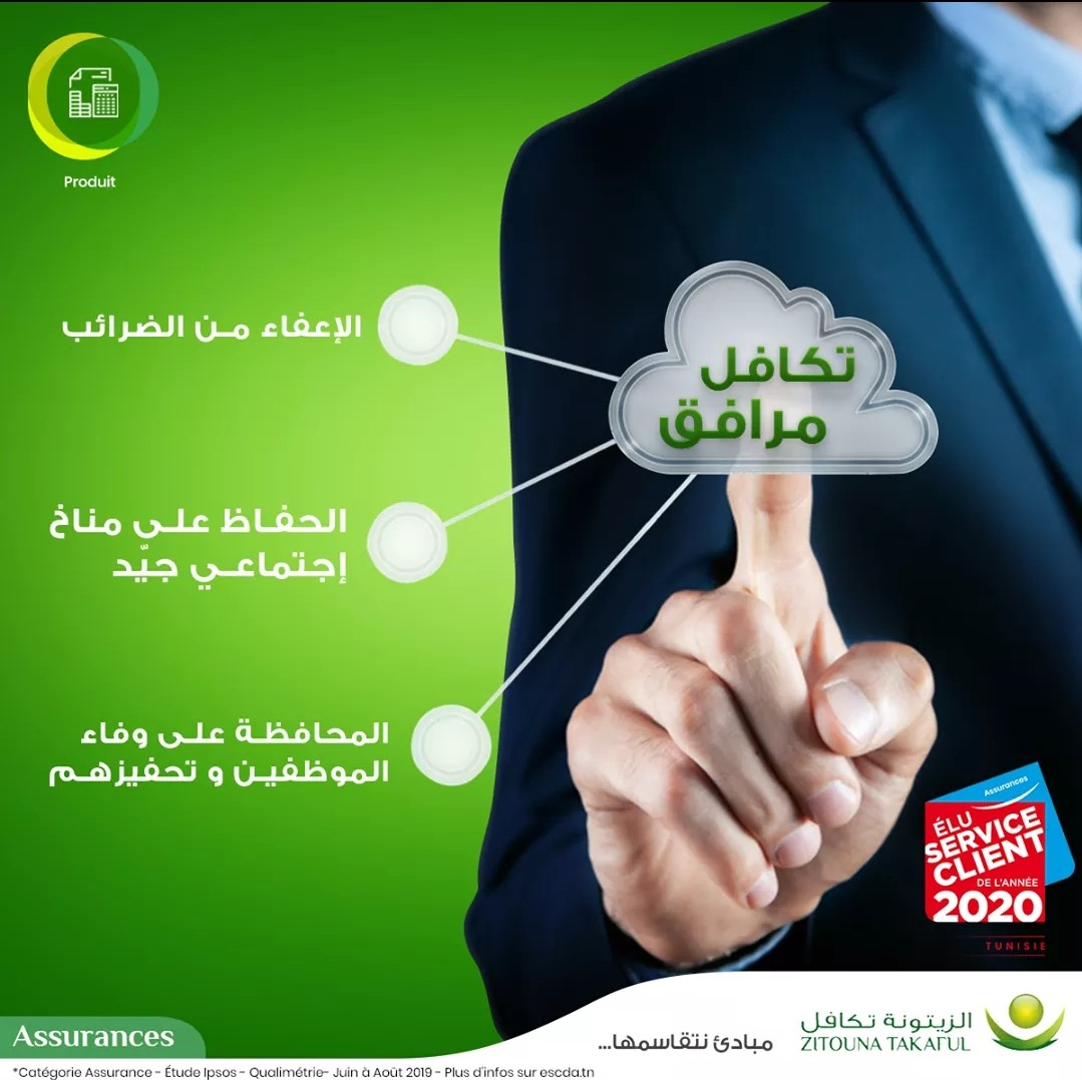 Produit
تكافل
مرافق
الإعفاء من الضرائب
الحفاظ على مناخ
إجتماعي جيّد
المحافظة على وفاء
الموظفين و تحفيزهم
Assurances
ÉLU
SERVICE
CLIENT
DE L'ANNÉE
2020
TUNISIE
Assurances
مبادئ نتقاسمها...
الزيتونة تكافل
ZITOUNA TAKAFUL
*Catégorie Assurance - Étude Ipsos - Qualimétrie- Juin à Août 2019 - Plus d'infos sur escda.tn